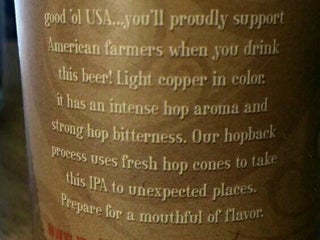 good 'ol USA...you'll proudly support
American farmers when you drink
this beer! Light copper in color.
it has an intense hop aroma and
strong hop bitterness. Our hopback
process uses fresh hop cones to take
this IPA to unexpected places.
Prepare for a mouthful of flavor.